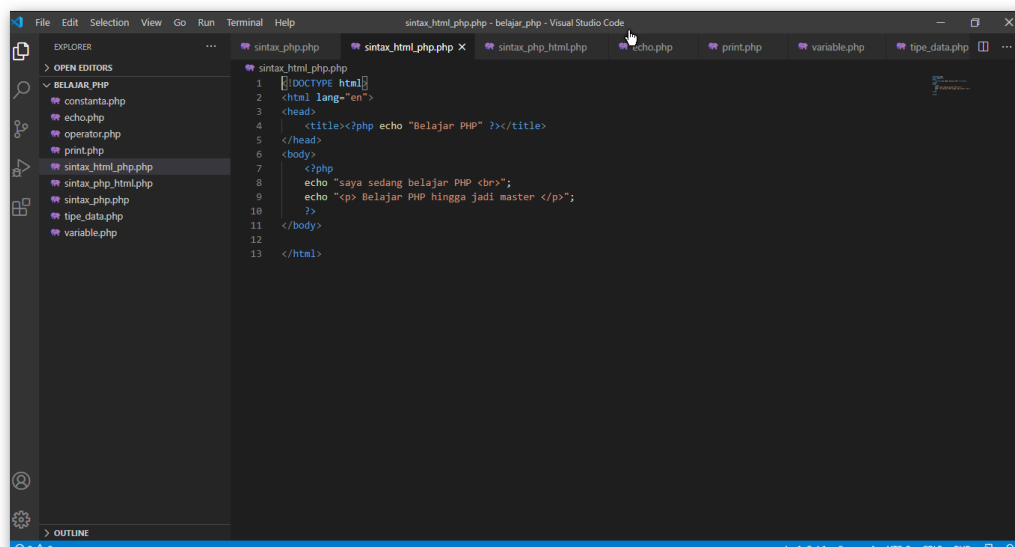 File Edit Selection View Go Run Terminal Help sintax_html_php.php - belajar_php - Visual Studio Code
EXPLORER ··· sintax_php.php sintax_html_php.php × sintax_php_html.php echo.php print.php variable.php tipe_data.php ···
> OPEN EDITORS
BELAJAR_PHP
constanta.php
echo.php
operator.php
print.php
sintax_html_php.php
sintax_php_html.php
sintax_php.php
tipe_data.php
variable.php
> OUTLINE
sintax_html_php.php
1 <!DOCTYPE html>
2 <html lang="en">
3 <head>
4 <title><?php echo "Belajar PHP" ?></title>
5 </head>
6 <body>
7 <?php
8 echo "saya sedang belajar PHP <br>";
9 echo "<p> Belajar PHP hingga jadi master </p>";
10 ?>
11 </body>
12
13 </html>